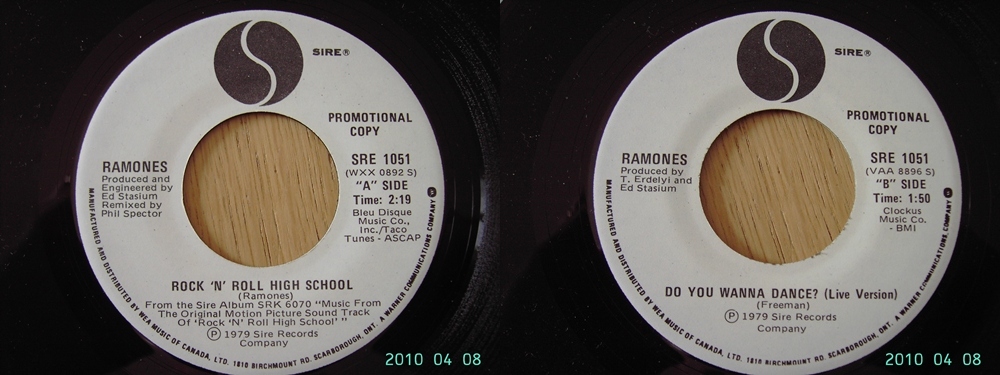 SIRE®
PROMOTIONAL
COPY
RAMONES
Produced and
Engineered by
Ed Stasium
Remixed by
Phil Spector
SRE 1051
(WXX 0892 S)
"A" SIDE
Time: 2:19
Bleu Disque
Music Co.,
Inc./Taco
Tunes - ASCAP
ROCK 'N' ROLL HIGH SCHOOL
(Ramones)
From the Sire Album SRK 6070 "Music From
The Original Motion Picture Sound Track
Of 'Rock 'N' Roll High School' "
Ⓟ 1979 Sire Records
Company
MANUFACTURED AND DISTRIBUTED BY WEA MUSIC OF CANADA, LTD. 1810 BIRCHMOUNT RD. SCARBOROUGH, ONT. A WARNER COMMUNICATIONS COMPANY
2010 04 08
SIRE®
PROMOTIONAL
COPY
RAMONES
Produced by
T. Erdelyi and
Ed Stasium
SRE 1051
(VAA 8896 S)
"B" SIDE
Time: 1:50
Clockus
Music Co.
- BMI
DO YOU WANNA DANCE? (Live Version)
(Freeman)
Ⓟ 1979 Sire Records
Company
MANUFACTURED AND DISTRIBUTED BY WEA MUSIC OF CANADA, LTD. 1810 BIRCHMOUNT RD. SCARBOROUGH, ONT. A WARNER COMMUNICATIONS COMPANY
2010 04 08